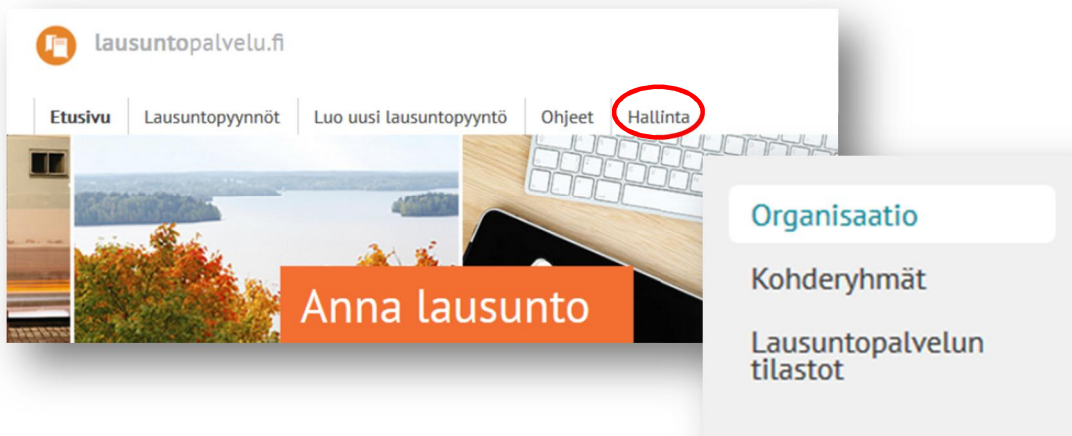 lausuntopalvelu.fi
Etusivu Lausuntopyynnöt Luo uusi lausuntopyyntö Ohjeet Hallinta
Anna lausunto
Organisaatio
Kohderyhmät
Lausuntopalvelun
tilastot